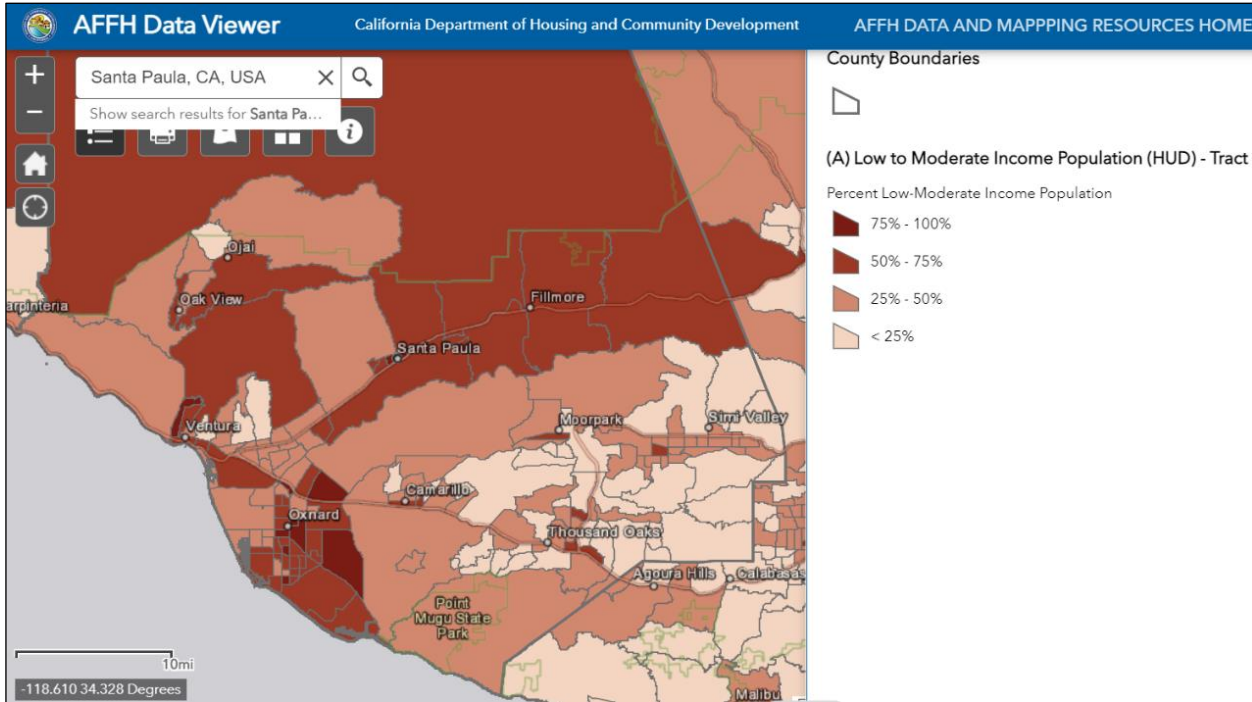 AFFH Data Viewer
California Department of Housing and Community Development
AFFH DATA AND MAPPPING RESOURCES HOME
+
−
Santa Paula, CA, USA
Show search results for Santa Pa...
Ojai
Oak View
arpinteria
Fillmore
Santa Paula
Ventura
Moorpark
Simi Valley
Camarillo
Oxnard
Thousand Oaks
Agoura Hills
Calabasas
Point
Mugu State
Park
Malibu
10mi
-118.610 34.328 Degrees
County Boundaries
(A) Low to Moderate Income Population (HUD) - Tract
Percent Low-Moderate Income Population
75% - 100%
50% - 75%
25% - 50%
< 25%